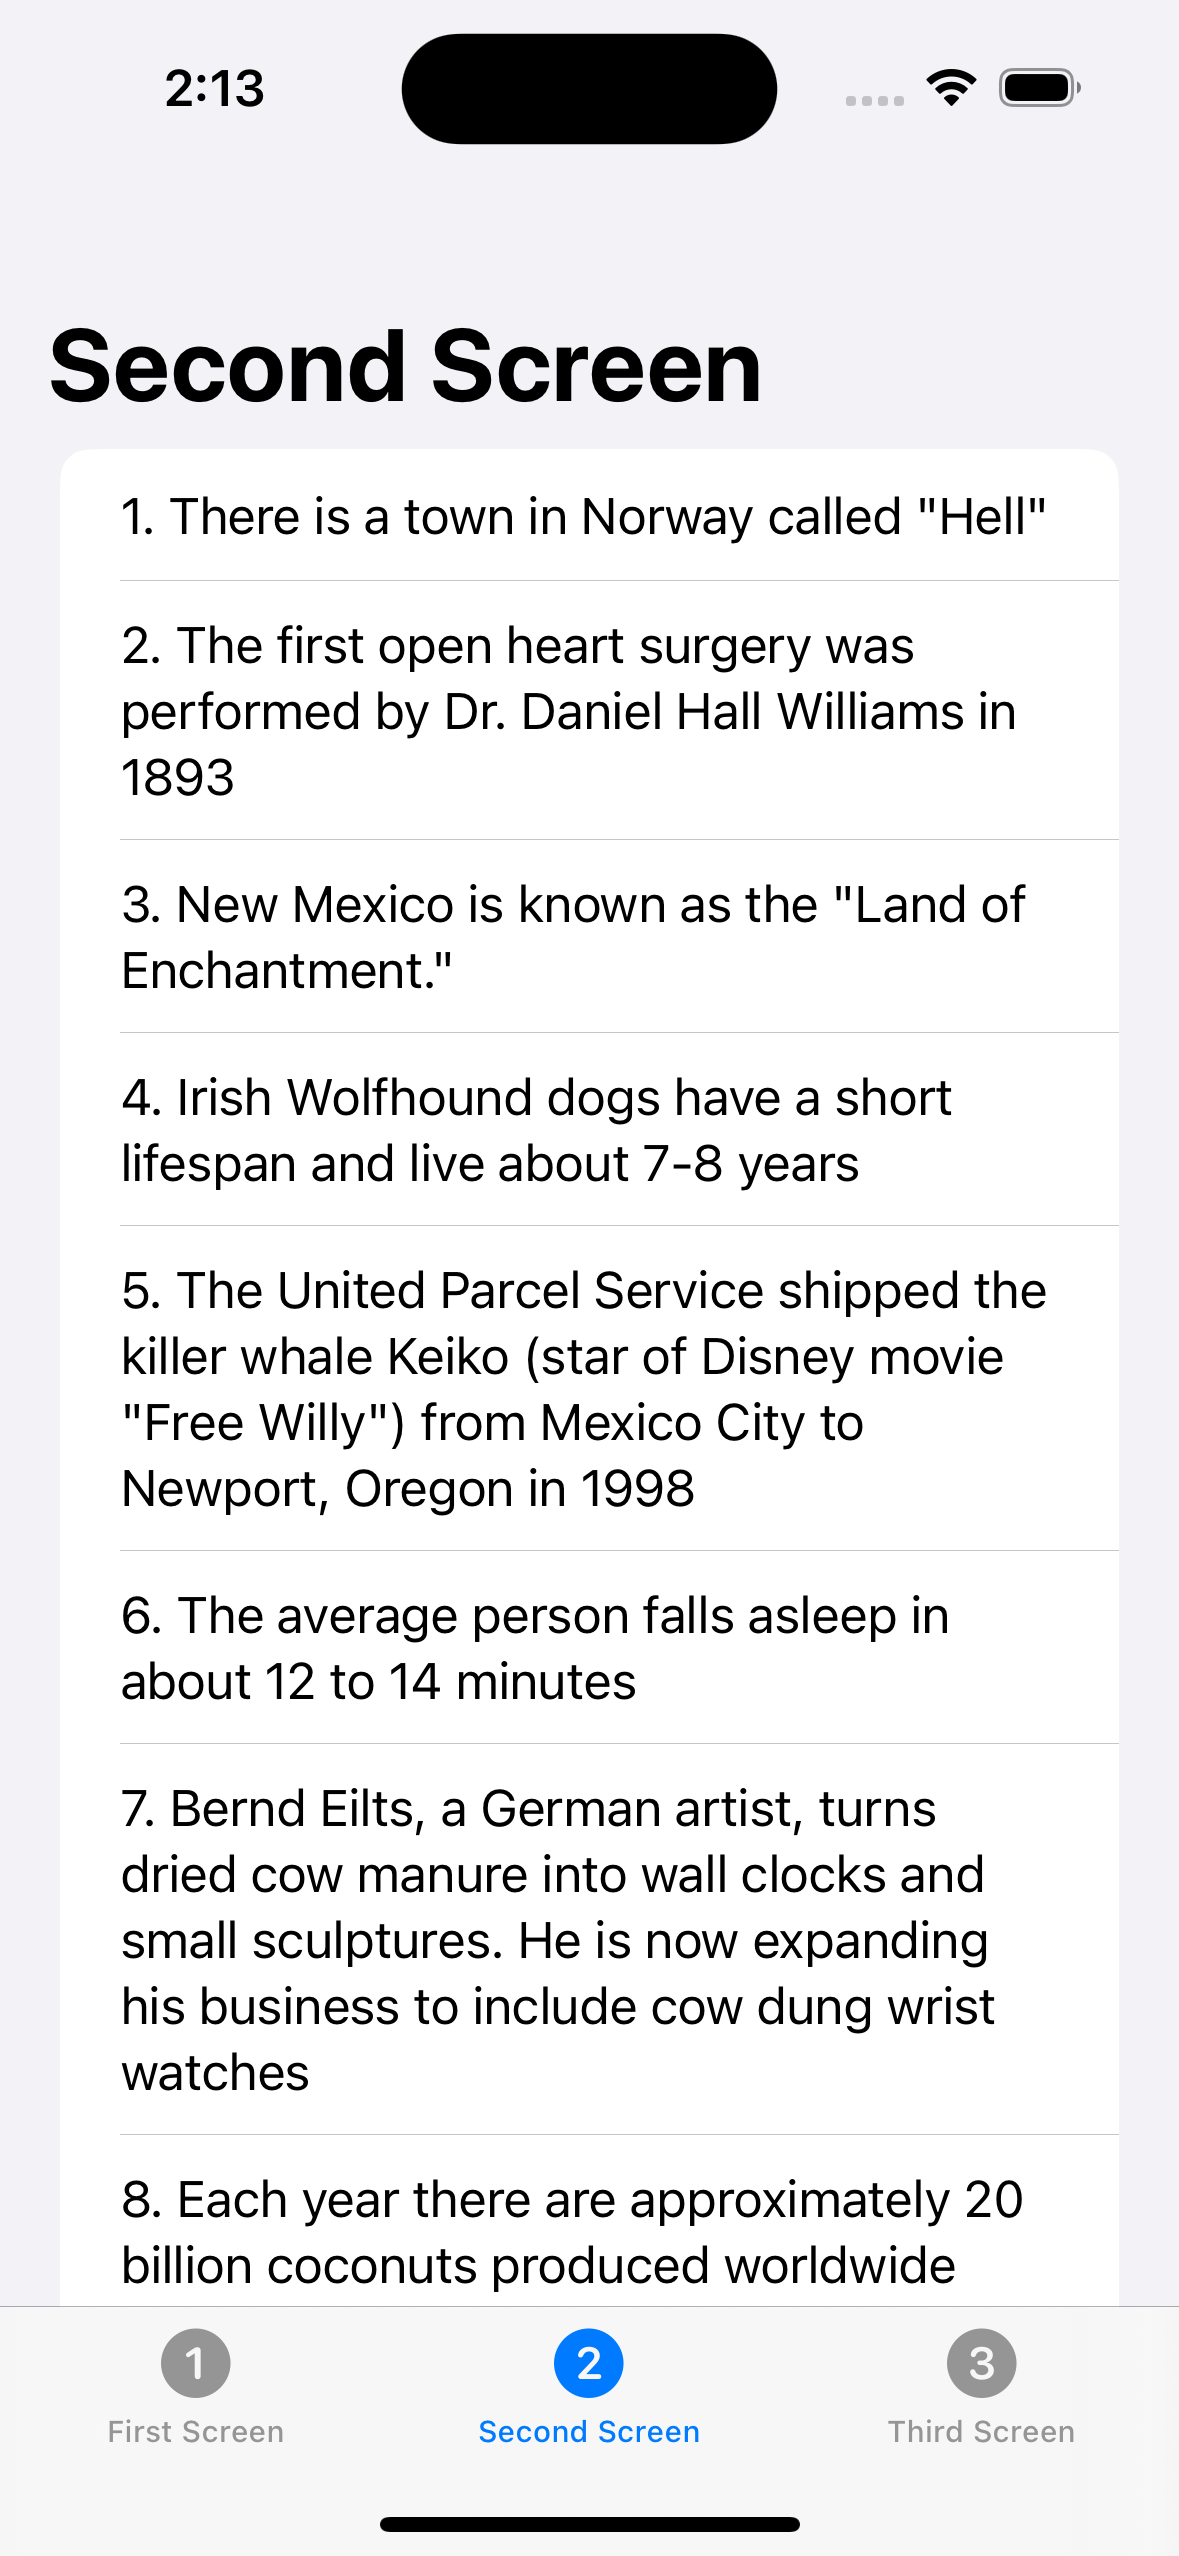 2:13
Second Screen
1. There is a town in Norway called "Hell"
2. The first open heart surgery was
performed by Dr. Daniel Hall Williams in
1893
3. New Mexico is known as the "Land of
Enchantment."
4. Irish Wolfhound dogs have a short
lifespan and live about 7-8 years
5. The United Parcel Service shipped the
killer whale Keiko (star of Disney movie
"Free Willy") from Mexico City to
Newport, Oregon in 1998
6. The average person falls asleep in
about 12 to 14 minutes
7. Bernd Eilts, a German artist, turns
dried cow manure into wall clocks and
small sculptures. He is now expanding
his business to include cow dung wrist
watches
8. Each year there are approximately 20
billion coconuts produced worldwide
1 2 3
First Screen Second Screen Third Screen